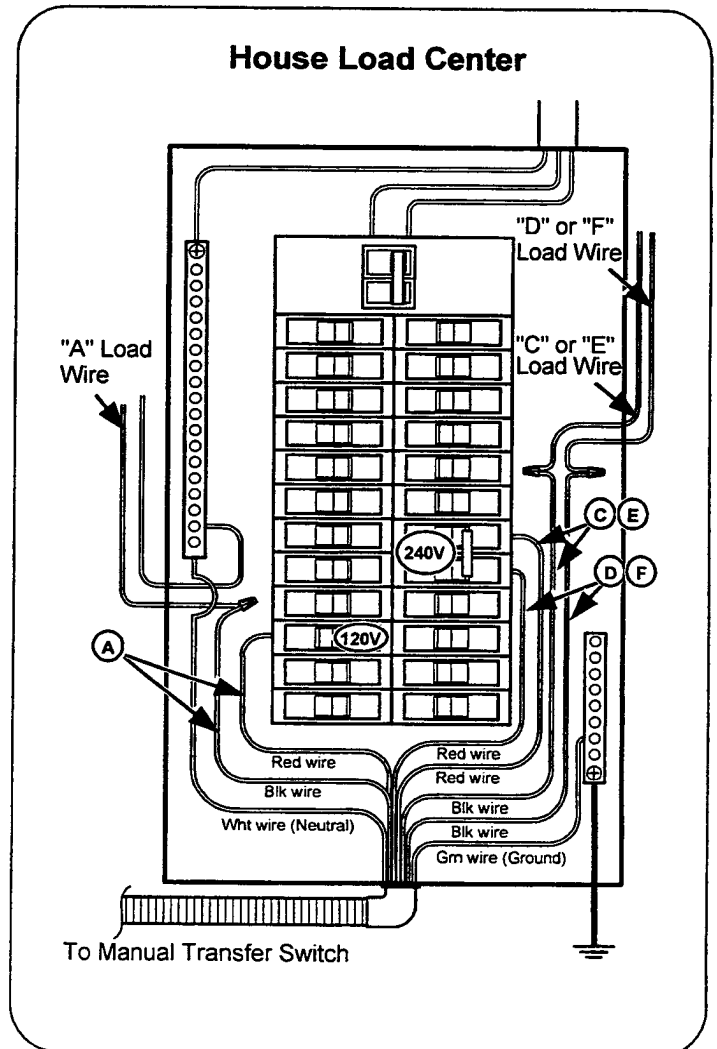 House Load Center
"D" or "F"
Load Wire
"A" Load
Wire
"C" or "E"
Load Wire
C E
240V
D F
A
120V
Red wire
Red wire
Red wire
Blk wire
Blk wire
Wht wire (Neutral)
Blk wire
Grn wire (Ground)
To Manual Transfer Switch